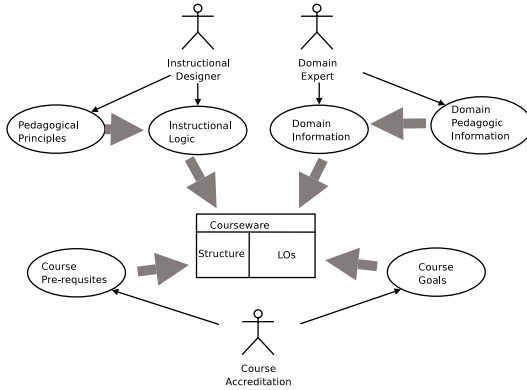 Instructional
Designer
Domain
Expert
Pedagogical
Principles
Instructional
Logic
Domain
Information
Domain
Pedagogic
Information
Courseware
Structure
LOs
Course
Pre-requsites
Course
Goals
Course
Accreditation